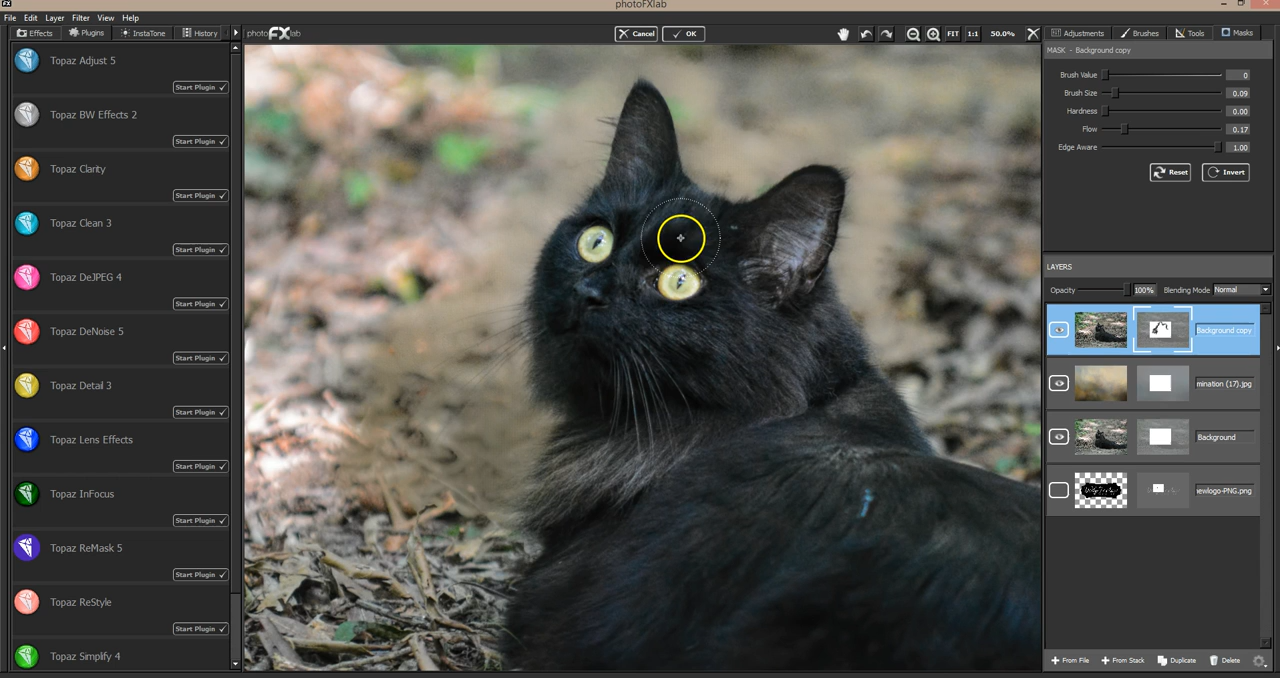 photoFXlab
File Edit Layer Filter View Help
Effects Plugins InstaTone History
photoFXlab
Cancel OK
FIT 1:1 50.0%
Adjustments Brushes Tools Masks
MASK - Background copy
Brush Value 0
Brush Size 0.09
Hardness 0.00
Flow 0.17
Edge Aware 1.00
Reset Invert
Topaz Adjust 5
Start Plugin
Topaz BW Effects 2
Start Plugin
Topaz Clarity
Start Plugin
Topaz Clean 3
Start Plugin
Topaz DeJPEG 4
Start Plugin
Topaz DeNoise 5
Start Plugin
Topaz Detail 3
Start Plugin
Topaz Lens Effects
Start Plugin
Topaz InFocus
Start Plugin
Topaz ReMask 5
Start Plugin
Topaz ReStyle
Start Plugin
Topaz Simplify 4
LAYERS
Opacity 100% Blending Mode Normal
Background copy
mination (17).jpg
Background
newlogo-PNG.png
From File From Stack Duplicate Delete